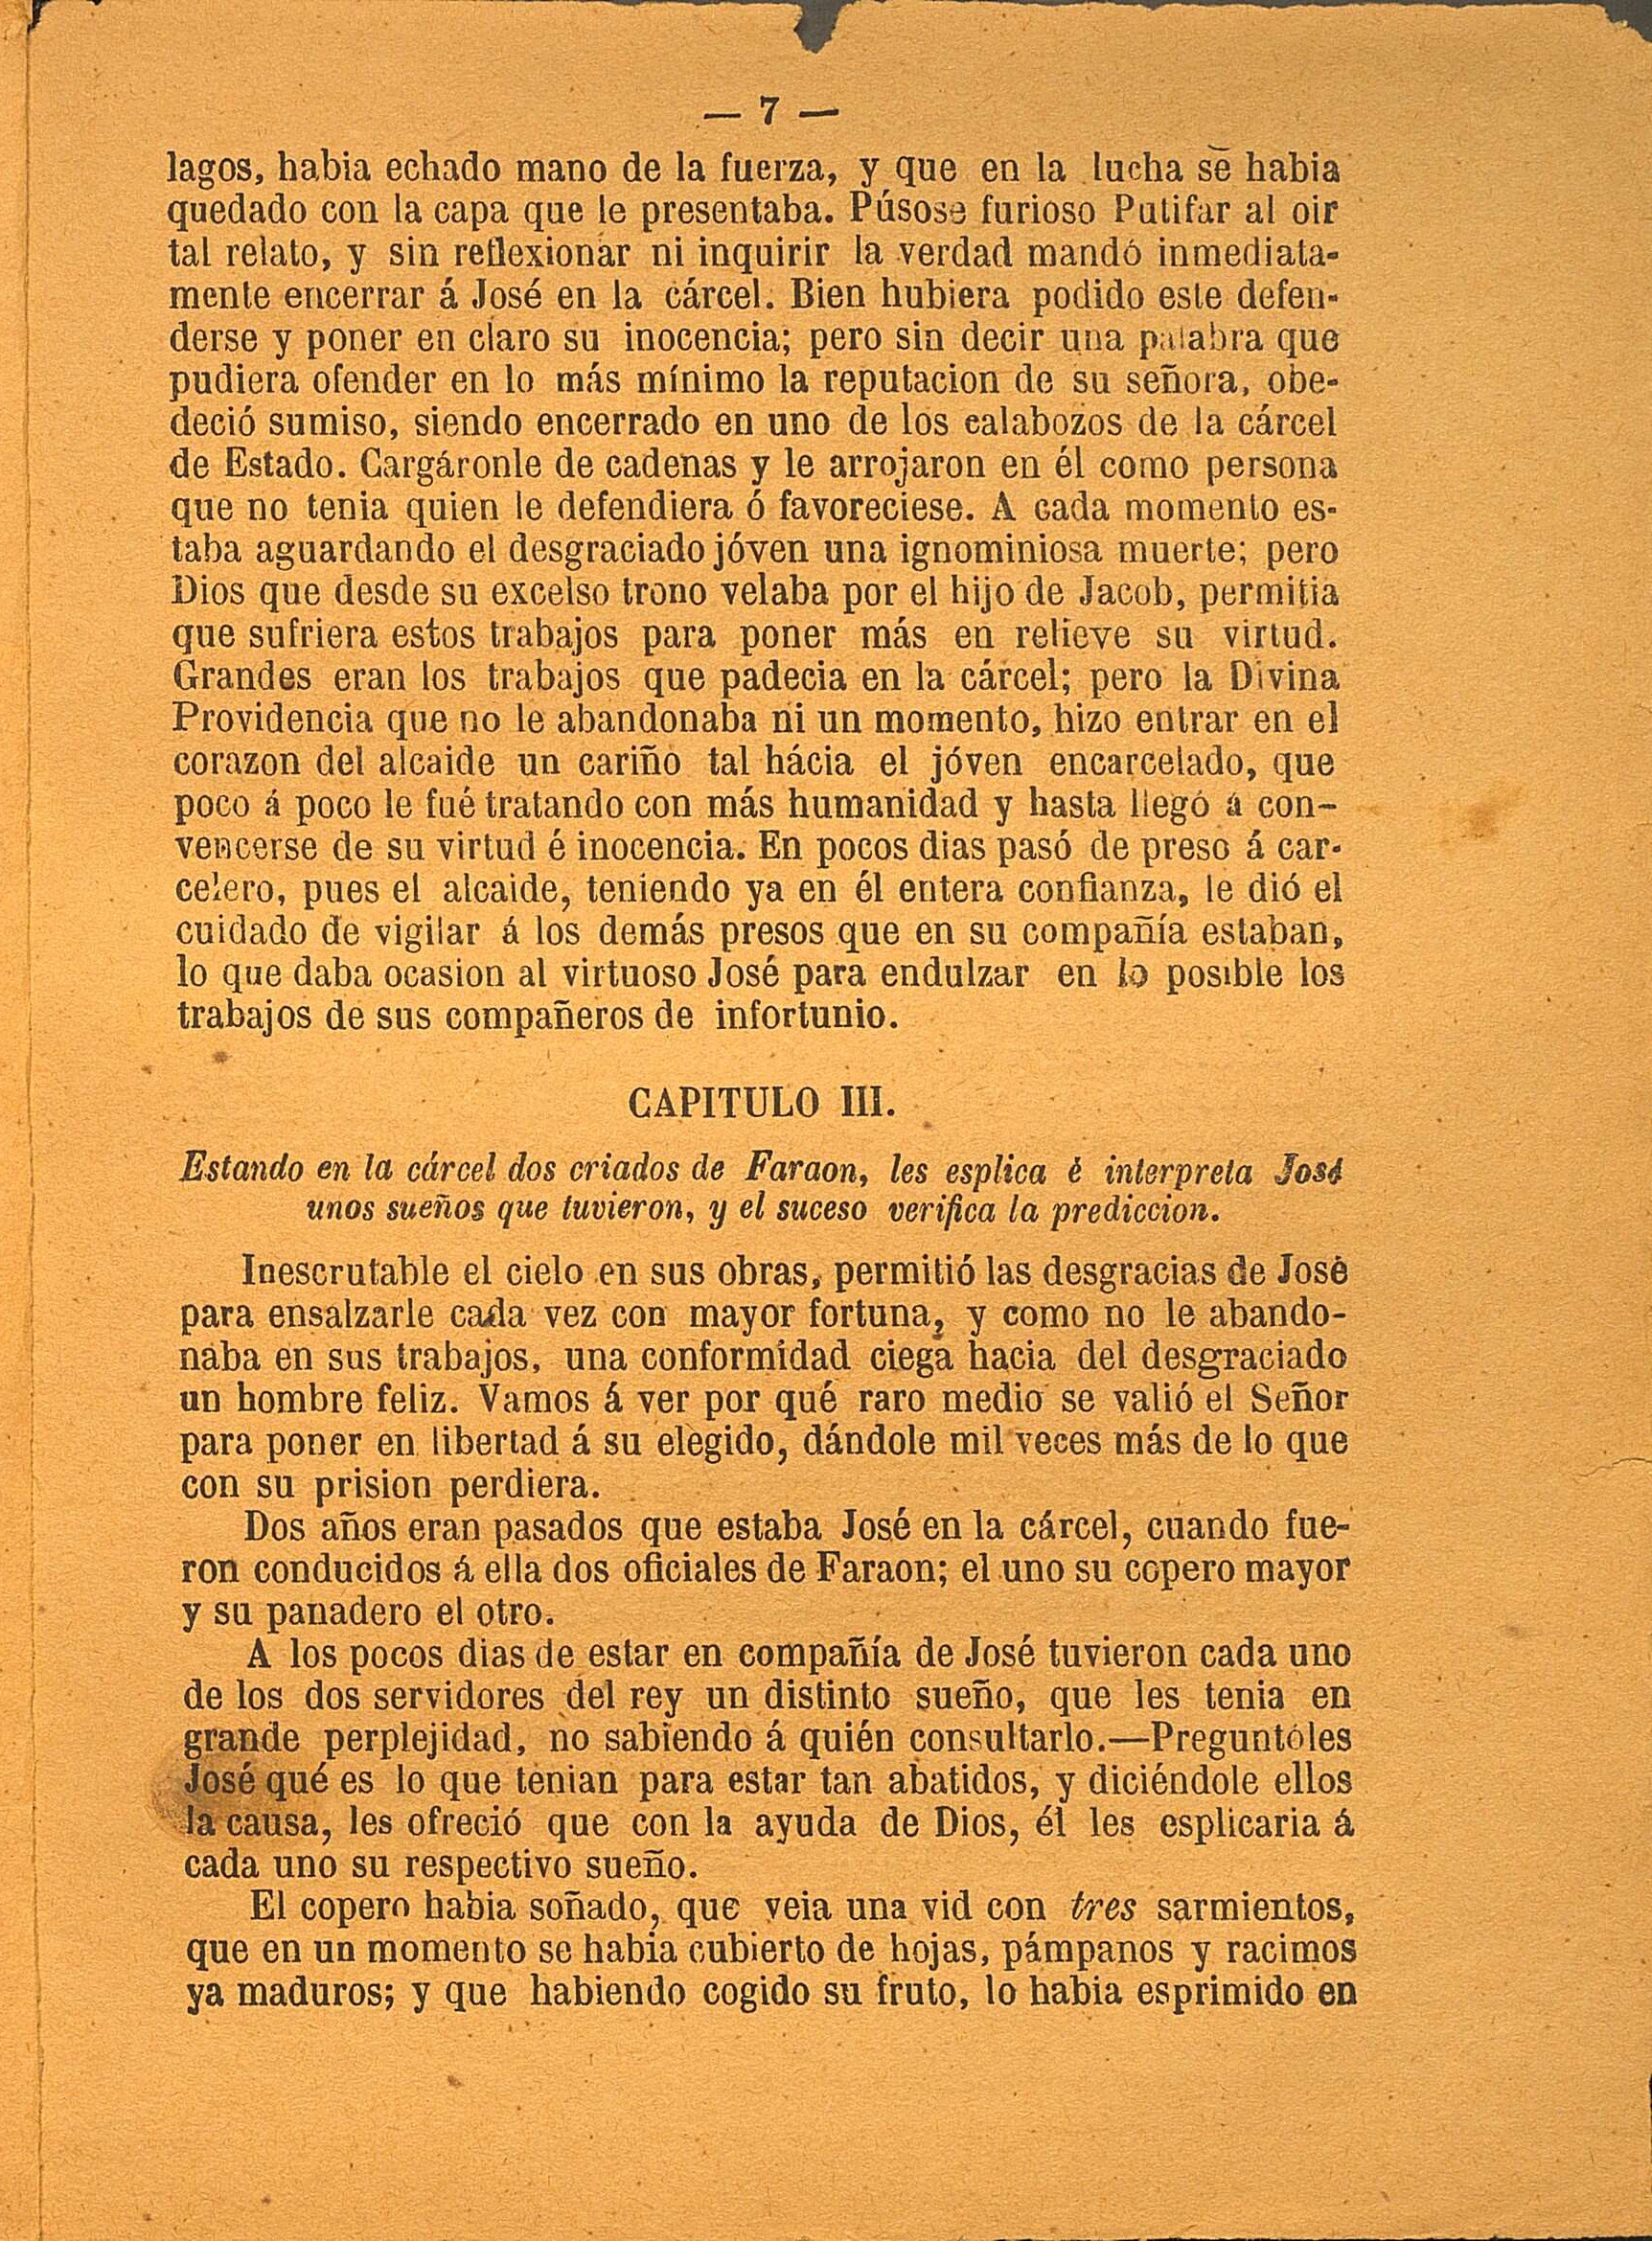 — 7 —
lagos, habia echado mano de la fuerza, y que en la lucha se habia
quedado con la capa que le presentaba. Púsose furioso Putifar al oir
tal relato, y sin reflexionar ni inquirir la verdad mandó inmediata-
mente encerrar á José en la cárcel. Bien hubiera podido este defen-
derse y poner en claro su inocencia; pero sin decir una palabra que
pudiera ofender en lo más mínimo la reputacion de su señora, obe-
deció sumiso, siendo encerrado en uno de los calabozos de la cárcel
de Estado. Cargáronle de cadenas y le arrojaron en él como persona
que no tenia quien le defendiera ó favoreciese. A cada momento es-
taba aguardando el desgraciado jóven una ignominiosa muerte; pero
Dios que desde su excelso trono velaba por el hijo de Jacob, permitia
que sufriera estos trabajos para poner más en relieve su virtud.
Grandes eran los trabajos que padecia en la cárcel; pero la Divina
Providencia que no le abandonaba ni un momento, hizo entrar en el
corazon del alcaide un cariño tal hácia el jóven encarcelado, que
poco á poco le fué tratando con más humanidad y hasta llegó á con-
vencerse de su virtud é inocencia. En pocos dias pasó de preso á car-
celero, pues el alcaide, teniendo ya en él entera confianza, le dió el
cuidado de vigilar á los demás presos que en su compañía estaban,
lo que daba ocasion al virtuoso José para endulzar en lo posible los
trabajos de sus compañeros de infortunio.
CAPITULO III.
Estando en la cárcel dos criados de Faraon, les esplica é interpreta José
unos sueños que tuvieron, y el suceso verifica la prediccion.
Inescrutable el cielo en sus obras, permitió las desgracias de José
para ensalzarle cada vez con mayor fortuna, y como no le abando-
naba en sus trabajos, una conformidad ciega hacia del desgraciado
un hombre feliz. Vamos á ver por qué raro medio se valió el Señor
para poner en libertad á su elegido, dándole mil veces más de lo que
con su prision perdiera.
Dos años eran pasados que estaba José en la cárcel, cuando fue-
ron conducidos á ella dos oficiales de Faraon; el uno su copero mayor
y su panadero el otro.
A los pocos dias de estar en compañía de José tuvieron cada uno
de los dos servidores del rey un distinto sueño, que les tenia en
grande perplejidad, no sabiendo á quién consultarlo.—Preguntóles
José qué es lo que tenian para estar tan abatidos, y diciéndole ellos
la causa, les ofreció que con la ayuda de Dios, él les esplicaria á
cada uno su respectivo sueño.
El copero habia soñado, que veia una vid con tres sarmientos,
que en un momento se habia cubierto de hojas, pámpanos y racimos
ya maduros; y que habiendo cogido su fruto, lo habia esprimido en